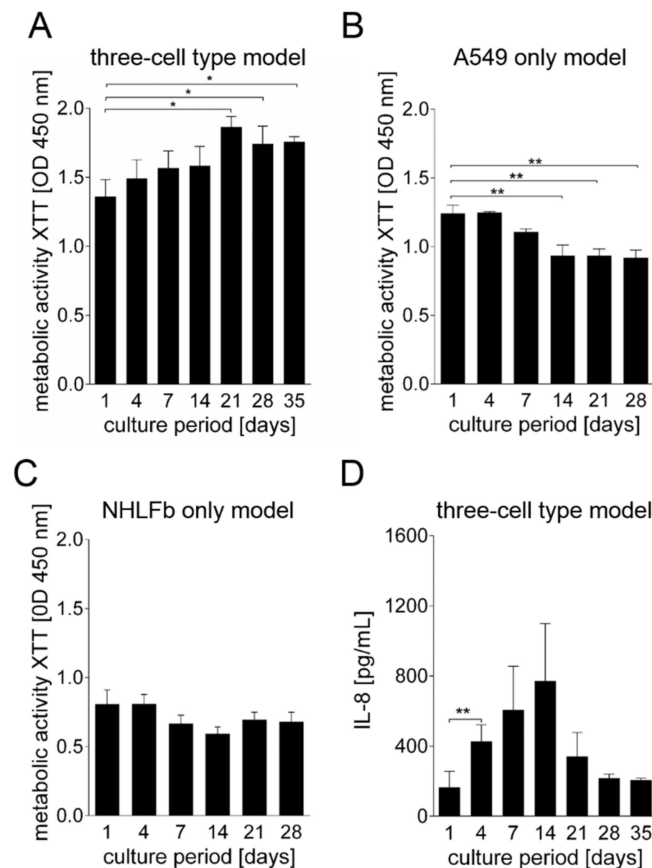 A
three-cell type model
*
*
*
metabolic activity XTT [OD 450 nm]
2.0
1.5
1.0
0.5
0.0
1 4 7 14 21 28 35
culture period [days]
B
A549 only model
**
**
**
metabolic activity XTT [OD 450 nm]
2.0
1.5
1.0
0.5
0.0
1 4 7 14 21 28
culture period [days]
C
NHLFb only model
metabolic activity XTT [0D 450 nm]
2.0
1.5
1.0
0.5
0.0
1 4 7 14 21 28
culture period [days]
D
three-cell type model
IL-8 [pg/mL]
1600
1200
800
400
0
**
1 4 7 14 21 28 35
culture period [days]